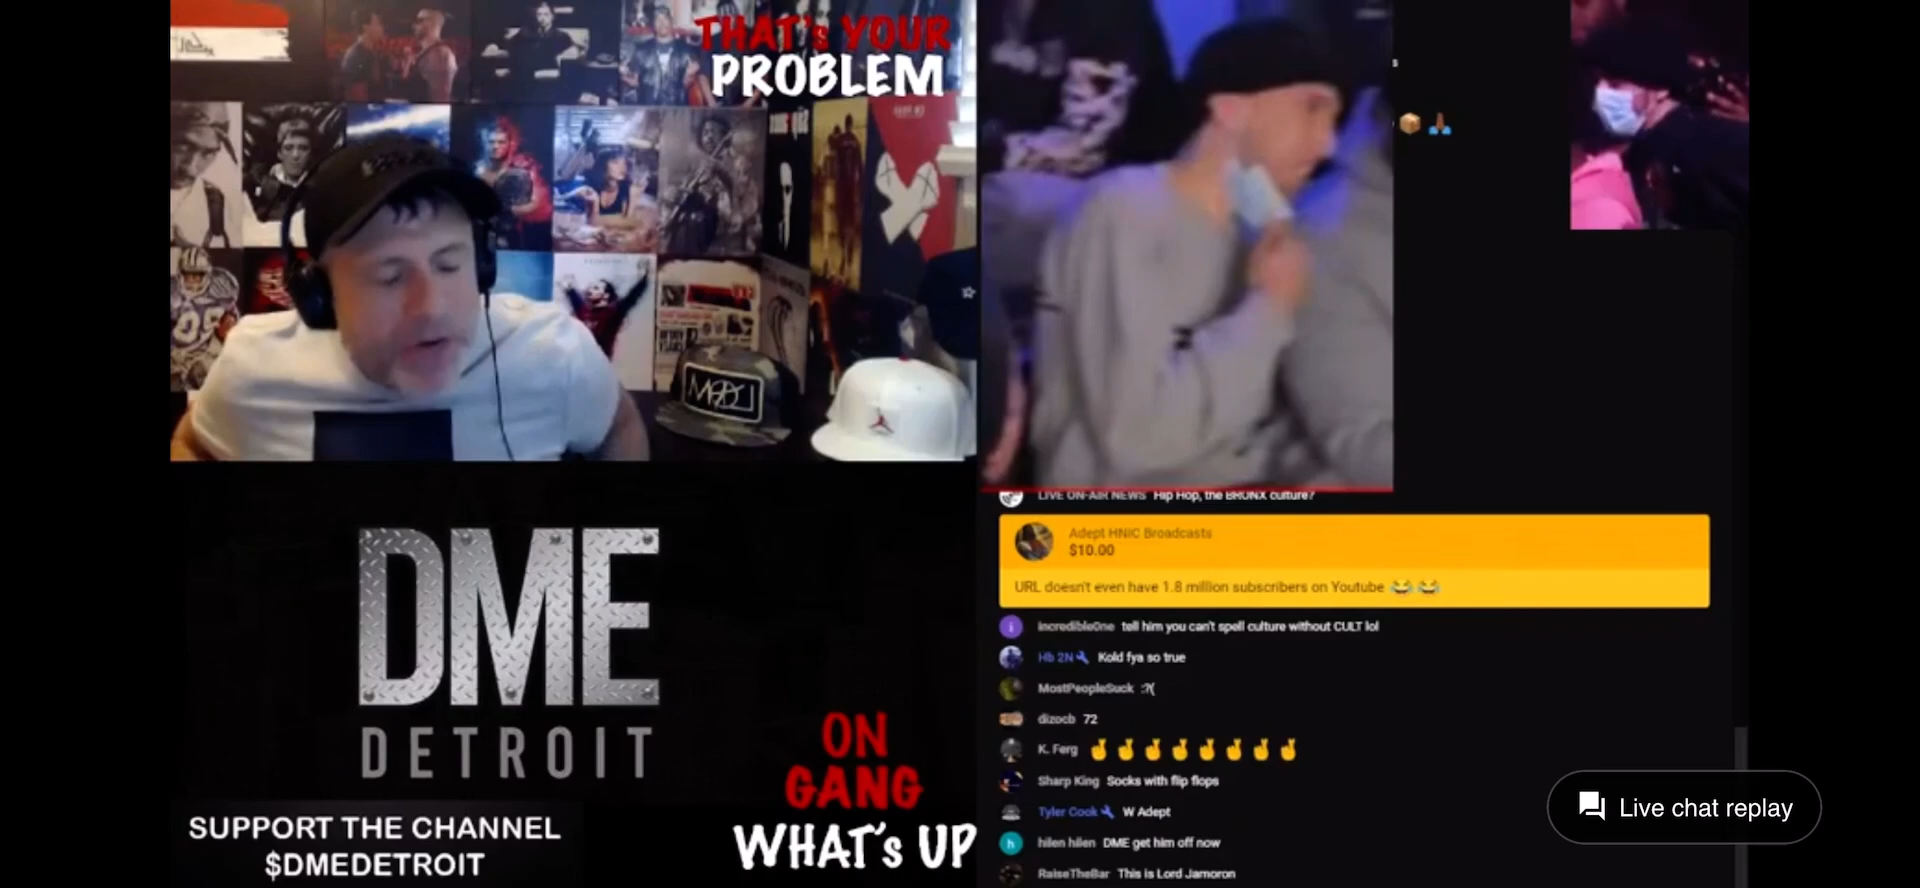 THAT's YOUR
PROBLEM
DME
DETROIT
SUPPORT THE CHANNEL
$DMEDETROIT
ON
GANG
WHAT's UP
LIVE ON-AIR NEWS Hip Hop, the BRONX culture?
Adept HNIC Broadcasts
$10.00
URL doesn't even have 1.8 million subscribers on Youtube 😂😂
incredibleOne tell him you can't spell culture without CULT lol
Hb 2N Kold fya so true
MostPeopleSuck :?(
dizocb 72
K. Ferg 🤞🤞🤞🤞🤞🤞🤞🤞
Sharp King Socks with flip flops
Tyler Cook W Adept
hilen hilen DME get him off now
RaiseTheBar This is Lord Jamoron
Live chat replay